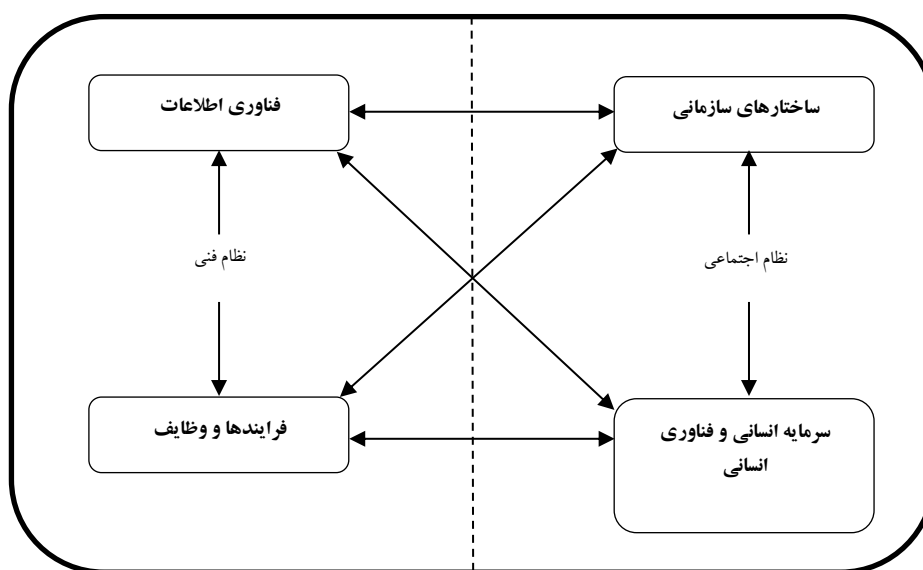 ساختارهای سازمانی
فناوری اطلاعات
نظام اجتماعی
نظام فنی
سرمایه انسانی و فناوری
انسانی
فرایندها و وظایف